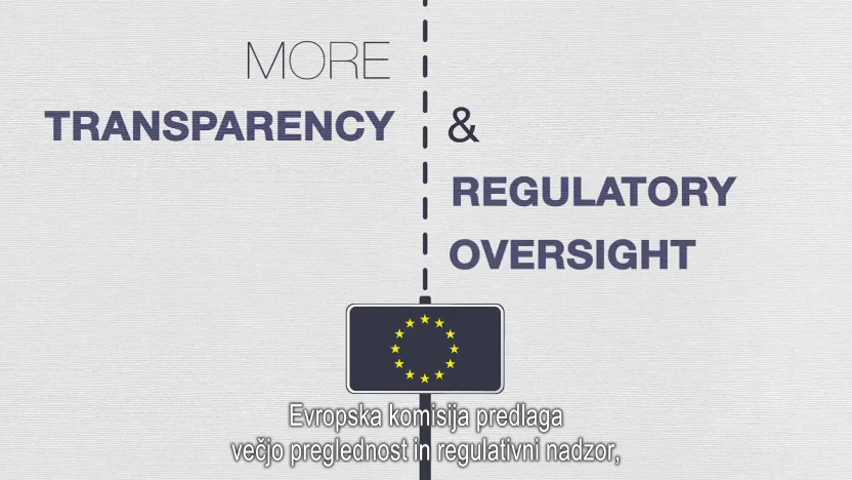 MORE
TRANSPARENCY &
REGULATORY
OVERSIGHT
Evropska komisija predlaga
večjo preglednost in regulativni nadzor,